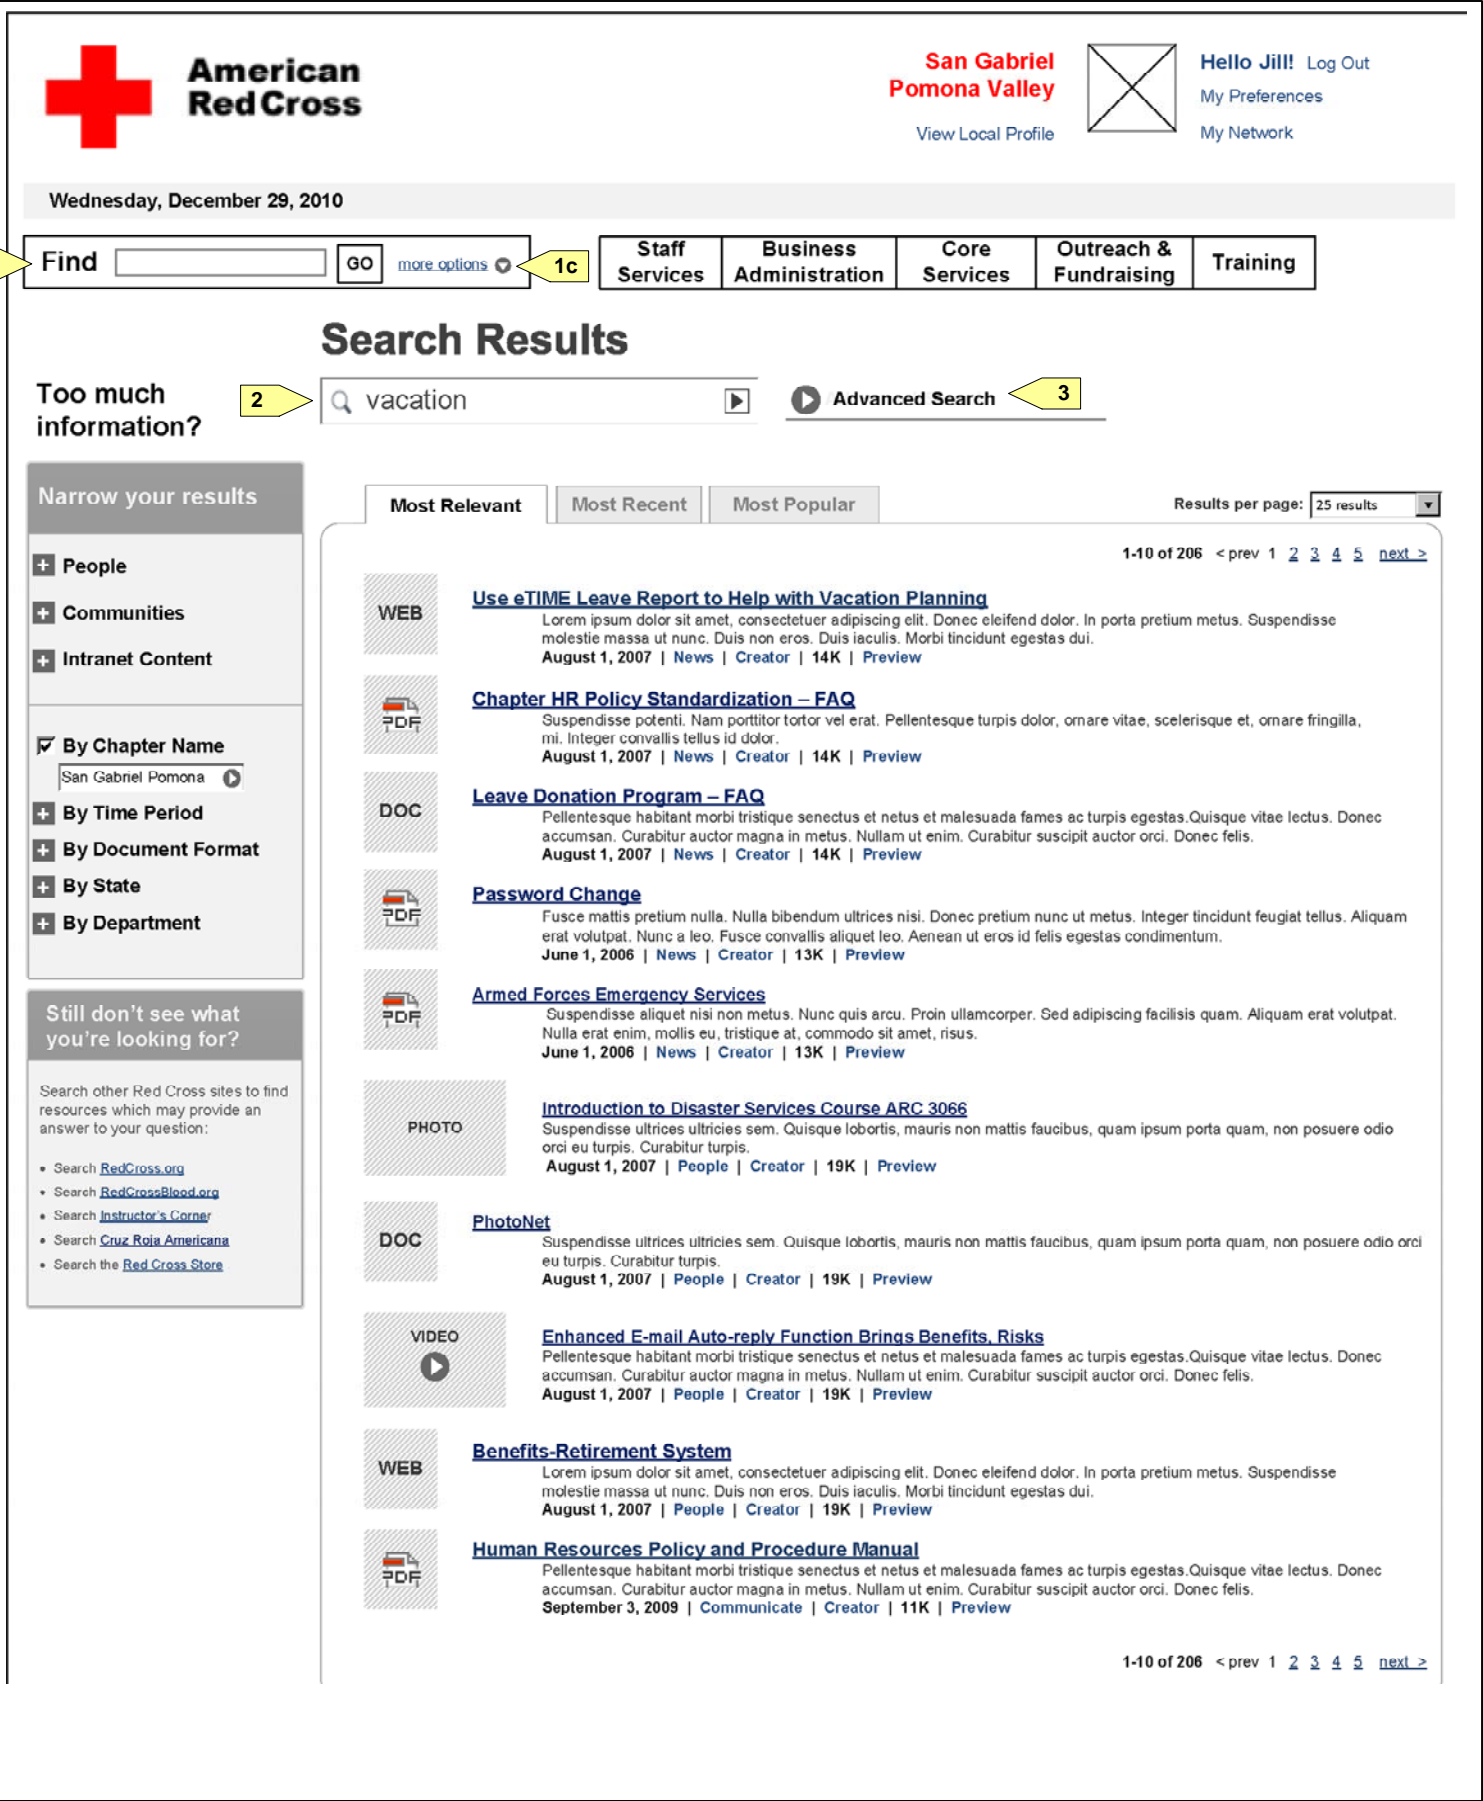 American
Red Cross
San Gabriel
Pomona Valley
View Local Profile
Hello Jill! Log Out
My Preferences
My Network
Wednesday, December 29, 2010
Find GO more options
1c
Staff
Services
Business
Administration
Core
Services
Outreach &
Fundraising
Training
Search Results
Too much
information?
2
vacation
Advanced Search
3
Narrow your results
People
Communities
Intranet Content
By Chapter Name
San Gabriel Pomona
By Time Period
By Document Format
By State
By Department
Still don't see what
you're looking for?
Search other Red Cross sites to find
resources which may provide an
answer to your question:
• Search RedCross.org
• Search RedCrossBlood.org
• Search Instructor's Corner
• Search Cruz Roja Americana
• Search the Red Cross Store
Most Relevant Most Recent Most Popular
Results per page: 25 results
1-10 of 206 < prev 1 2 3 4 5 next >
WEB
Use eTIME Leave Report to Help with Vacation Planning
Lorem ipsum dolor sit amet, consectetuer adipiscing elit. Donec eleifend dolor. In porta pretium metus. Suspendisse
molestie massa ut nunc. Duis non eros. Duis iaculis. Morbi tincidunt egestas dui.
August 1, 2007 | News | Creator | 14K | Preview
PDF
Chapter HR Policy Standardization – FAQ
Suspendisse potenti. Nam porttitor tortor vel erat. Pellentesque turpis dolor, ornare vitae, scelerisque et, ornare fringilla,
mi. Integer convallis tellus id dolor.
August 1, 2007 | News | Creator | 14K | Preview
DOC
Leave Donation Program – FAQ
Pellentesque habitant morbi tristique senectus et netus et malesuada fames ac turpis egestas.Quisque vitae lectus. Donec
accumsan. Curabitur auctor magna in metus. Nullam ut enim. Curabitur suscipit auctor orci. Donec felis.
August 1, 2007 | News | Creator | 14K | Preview
PDF
Password Change
Fusce mattis pretium nulla. Nulla bibendum ultrices nisi. Donec pretium nunc ut metus. Integer tincidunt feugiat tellus. Aliquam
erat volutpat. Nunc a leo. Fusce convallis aliquet leo. Aenean ut eros id felis egestas condimentum.
June 1, 2006 | News | Creator | 13K | Preview
PDF
Armed Forces Emergency Services
Suspendisse aliquet nisi non metus. Nunc quis arcu. Proin ullamcorper. Sed adipiscing facilisis quam. Aliquam erat volutpat.
Nulla erat enim, mollis eu, tristique at, commodo sit amet, risus.
June 1, 2006 | News | Creator | 13K | Preview
PHOTO
Introduction to Disaster Services Course ARC 3066
Suspendisse ultrices ultricies sem. Quisque lobortis, mauris non mattis faucibus, quam ipsum porta quam, non posuere odio
orci eu turpis. Curabitur turpis.
August 1, 2007 | People | Creator | 19K | Preview
DOC
PhotoNet
Suspendisse ultrices ultricies sem. Quisque lobortis, mauris non mattis faucibus, quam ipsum porta quam, non posuere odio orci
eu turpis. Curabitur turpis.
August 1, 2007 | People | Creator | 19K | Preview
VIDEO
Enhanced E-mail Auto-reply Function Brings Benefits, Risks
Pellentesque habitant morbi tristique senectus et netus et malesuada fames ac turpis egestas.Quisque vitae lectus. Donec
accumsan. Curabitur auctor magna in metus. Nullam ut enim. Curabitur suscipit auctor orci. Donec felis.
August 1, 2007 | People | Creator | 19K | Preview
WEB
Benefits-Retirement System
Lorem ipsum dolor sit amet, consectetuer adipiscing elit. Donec eleifend dolor. In porta pretium metus. Suspendisse
molestie massa ut nunc. Duis non eros. Duis iaculis. Morbi tincidunt egestas dui.
August 1, 2007 | People | Creator | 19K | Preview
PDF
Human Resources Policy and Procedure Manual
Pellentesque habitant morbi tristique senectus et netus et malesuada fames ac turpis egestas.Quisque vitae lectus. Donec
accumsan. Curabitur auctor magna in metus. Nullam ut enim. Curabitur suscipit auctor orci. Donec felis.
September 3, 2009 | Communicate | Creator | 11K | Preview
1-10 of 206 < prev 1 2 3 4 5 next >